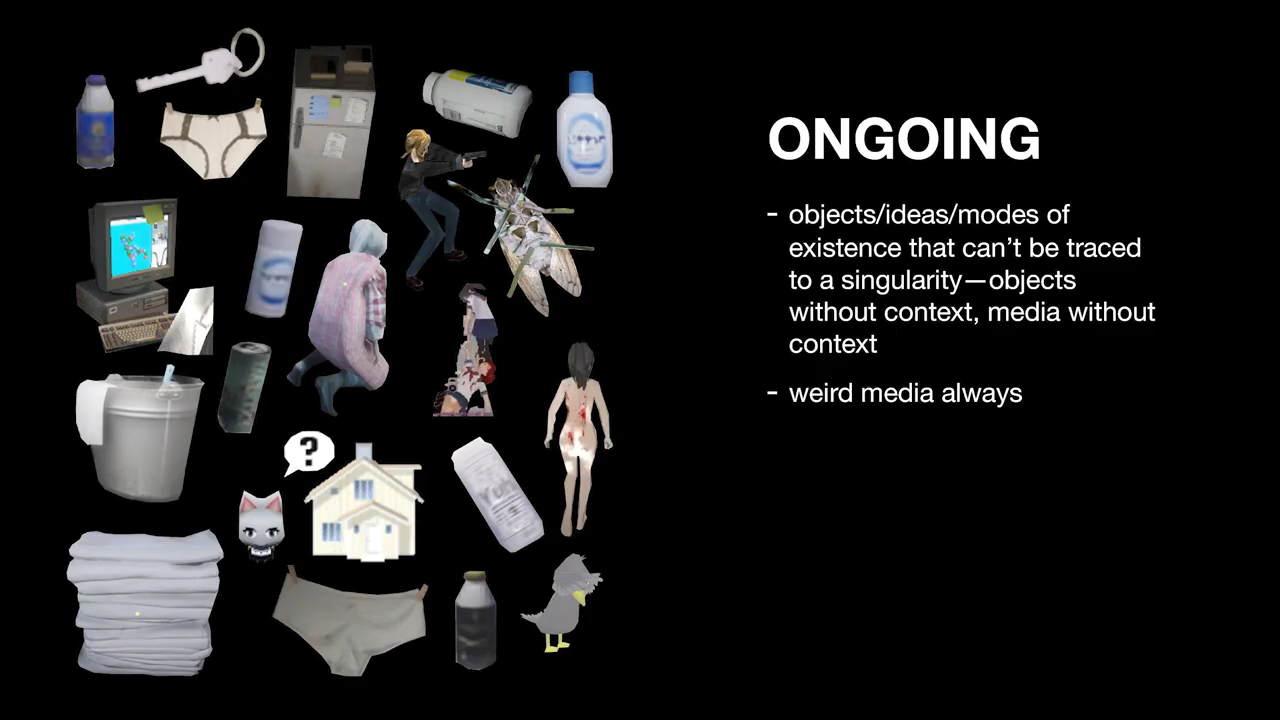 ONGOING
- objects/ideas/modes of
existence that can’t be traced
to a singularity—objects
without context, media without
context
- weird media always
?